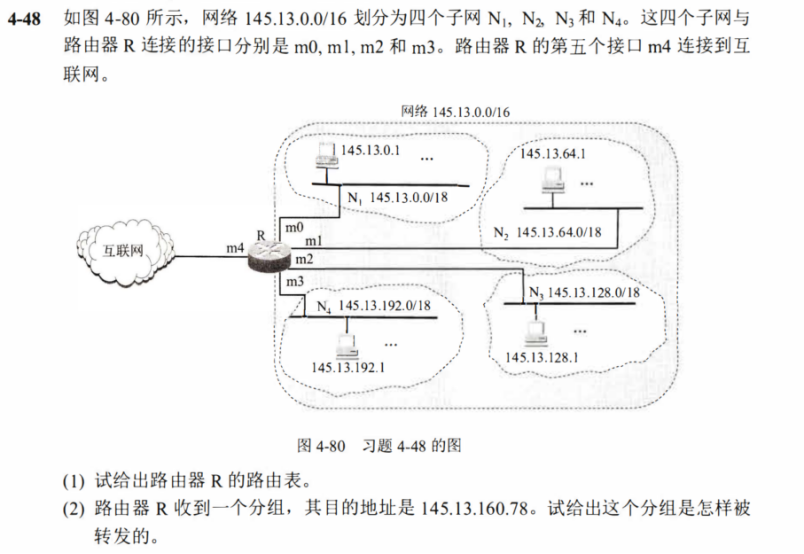 4-48 如图 4-80 所示，网络 145.13.0.0/16 划分为四个子网 N₁，N₂，N₃ 和 N₄。这四个子网与
路由器 R 连接的接口分别是 m0, m1, m2 和 m3。路由器 R 的第五个接口 m4 连接到互
联网。
网络 145.13.0.0/16
145.13.0.1
...
145.13.64.1
...
N₁ 145.13.0.0/18
N₂ 145.13.64.0/18
互联网
m4
R
m0
m1
m2
m3
N₄ 145.13.192.0/18
...
145.13.192.1
N₃ 145.13.128.0/18
...
145.13.128.1
图 4-80 习题 4-48 的图
(1) 试给出路由器 R 的路由表。
(2) 路由器 R 收到一个分组，其目的地址是 145.13.160.78。试给出这个分组是怎样被
转发的。